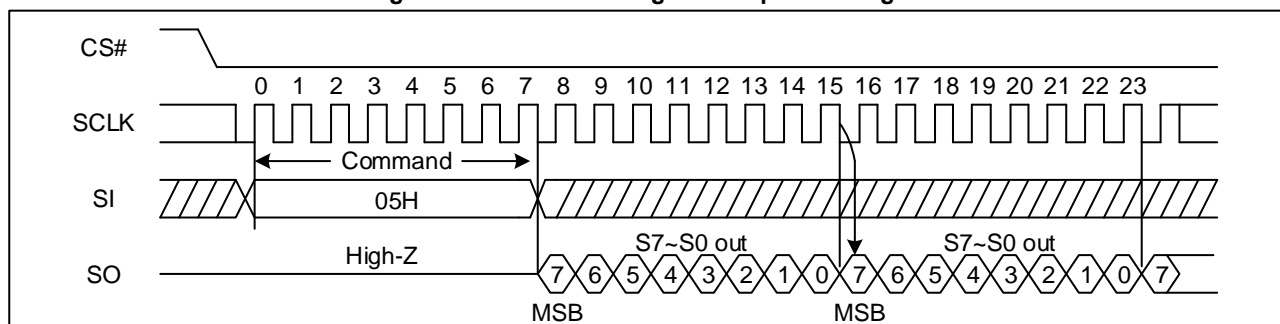 CS#
0 1 2 3 4 5 6 7 8 9 10 11 12 13 14 15 16 17 18 19 20 21 22 23
SCLK
Command
SI
05H
High-Z
S7~S0 out
S7~S0 out
SO
7 6 5 4 3 2 1 0 7 6 5 4 3 2 1 0 7
MSB
MSB